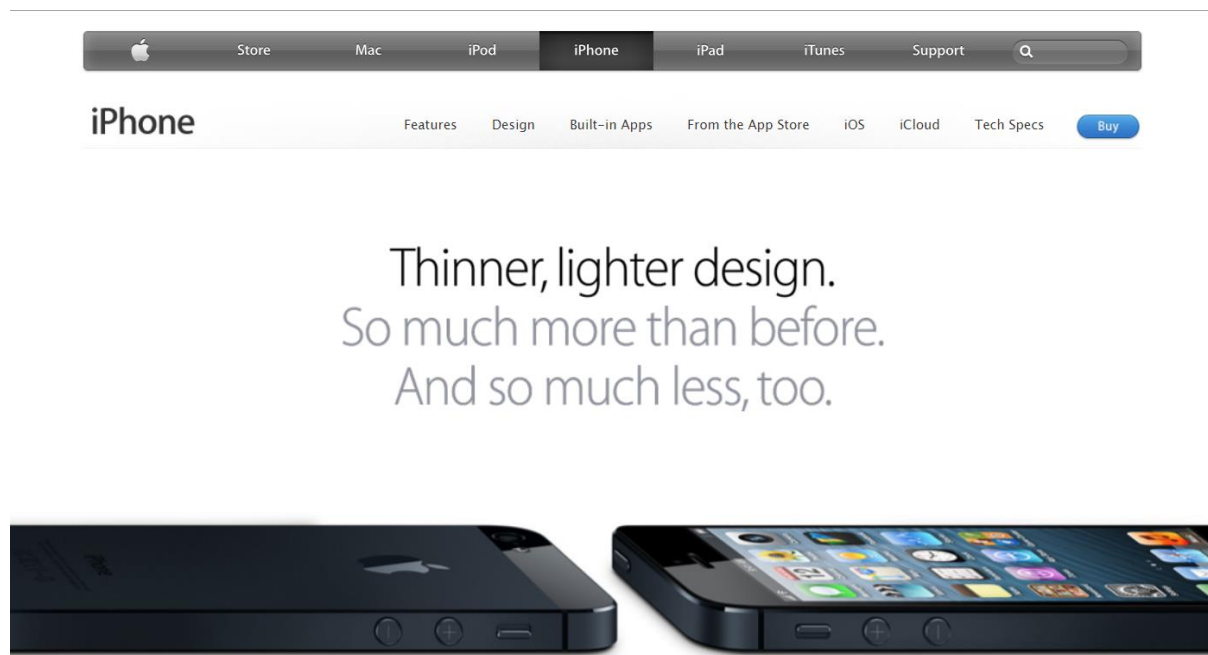 Store Mac iPod iPhone iPad iTunes Support
iPhone Features Design Built-in Apps From the App Store iOS iCloud Tech Specs Buy
Thinner, lighter design.
So much more than before.
And so much less, too.
iPhone